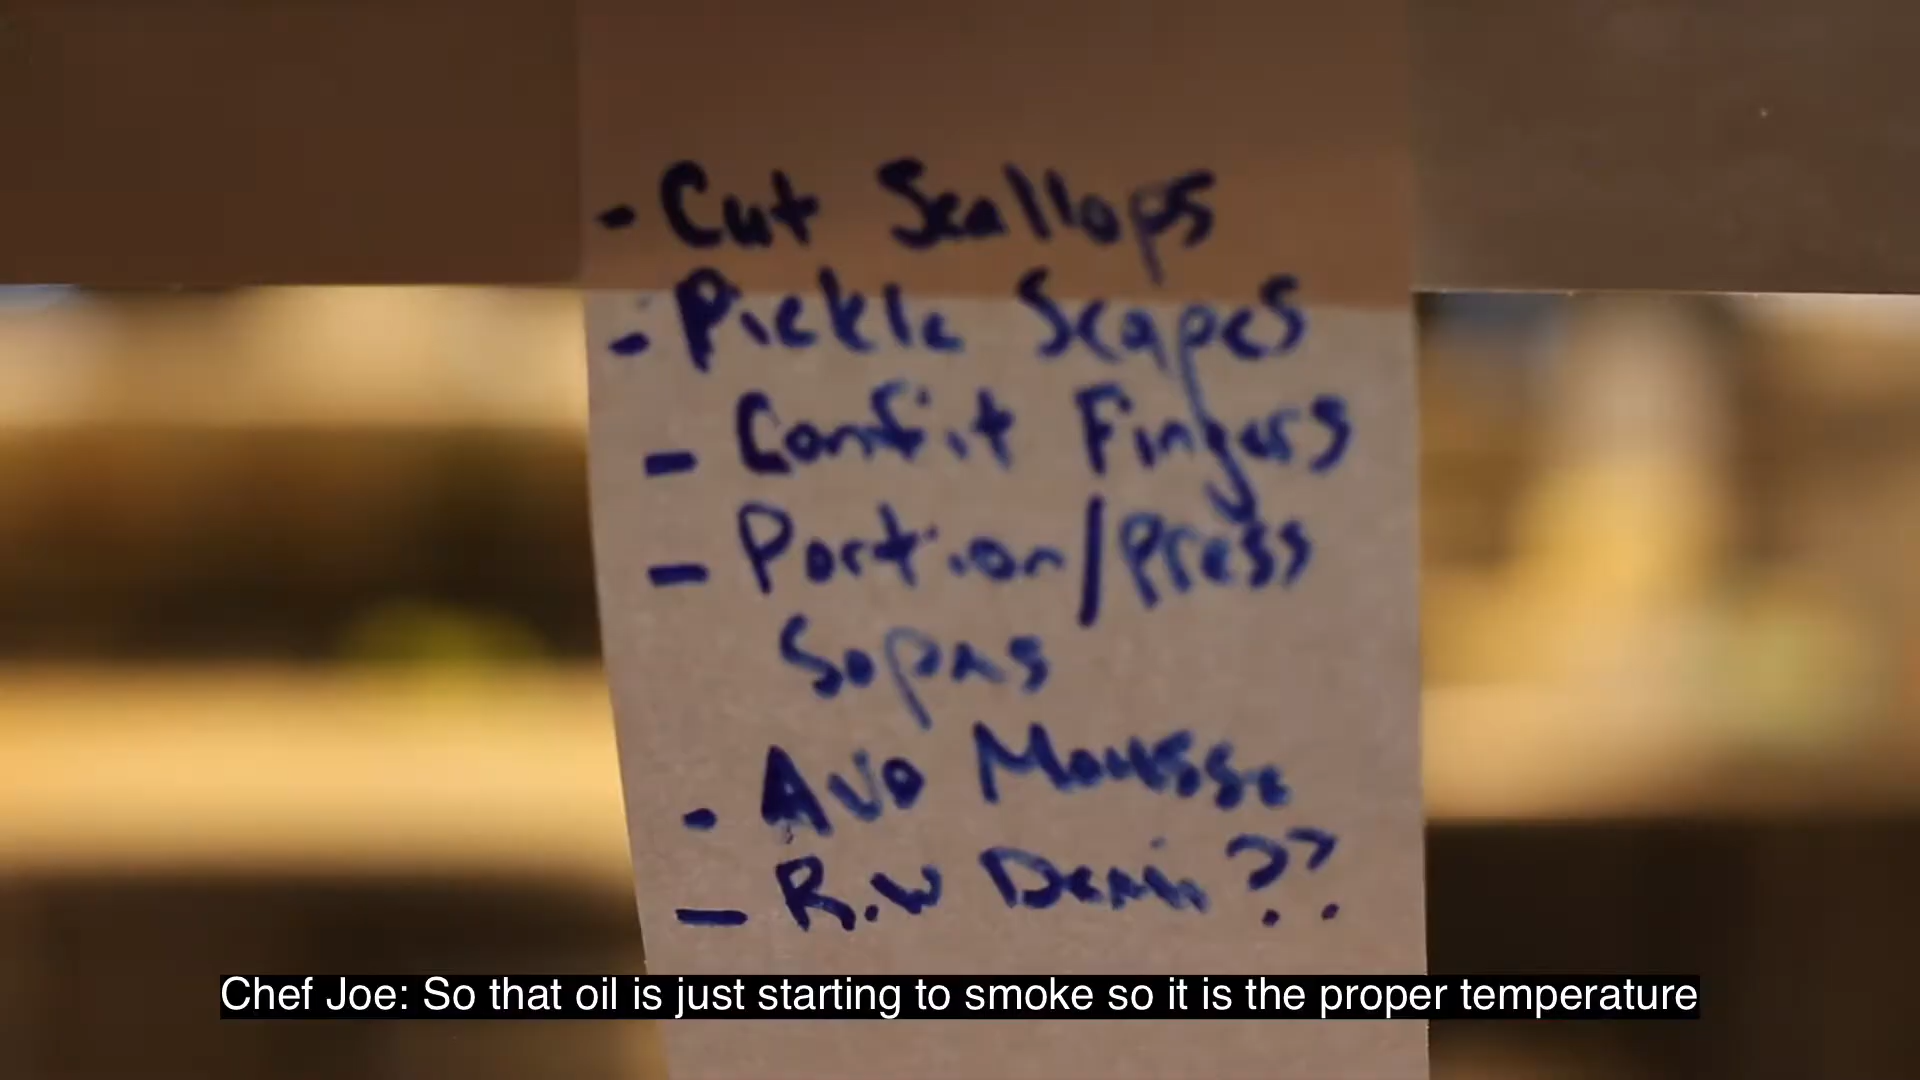 - Cut Scallops
- Pickle Scapes
- Confit Fingers
- Portion/Press
Sopas
- Avo Mousse
- R.W Demi ??
Chef Joe: So that oil is just starting to smoke so it is the proper temperature